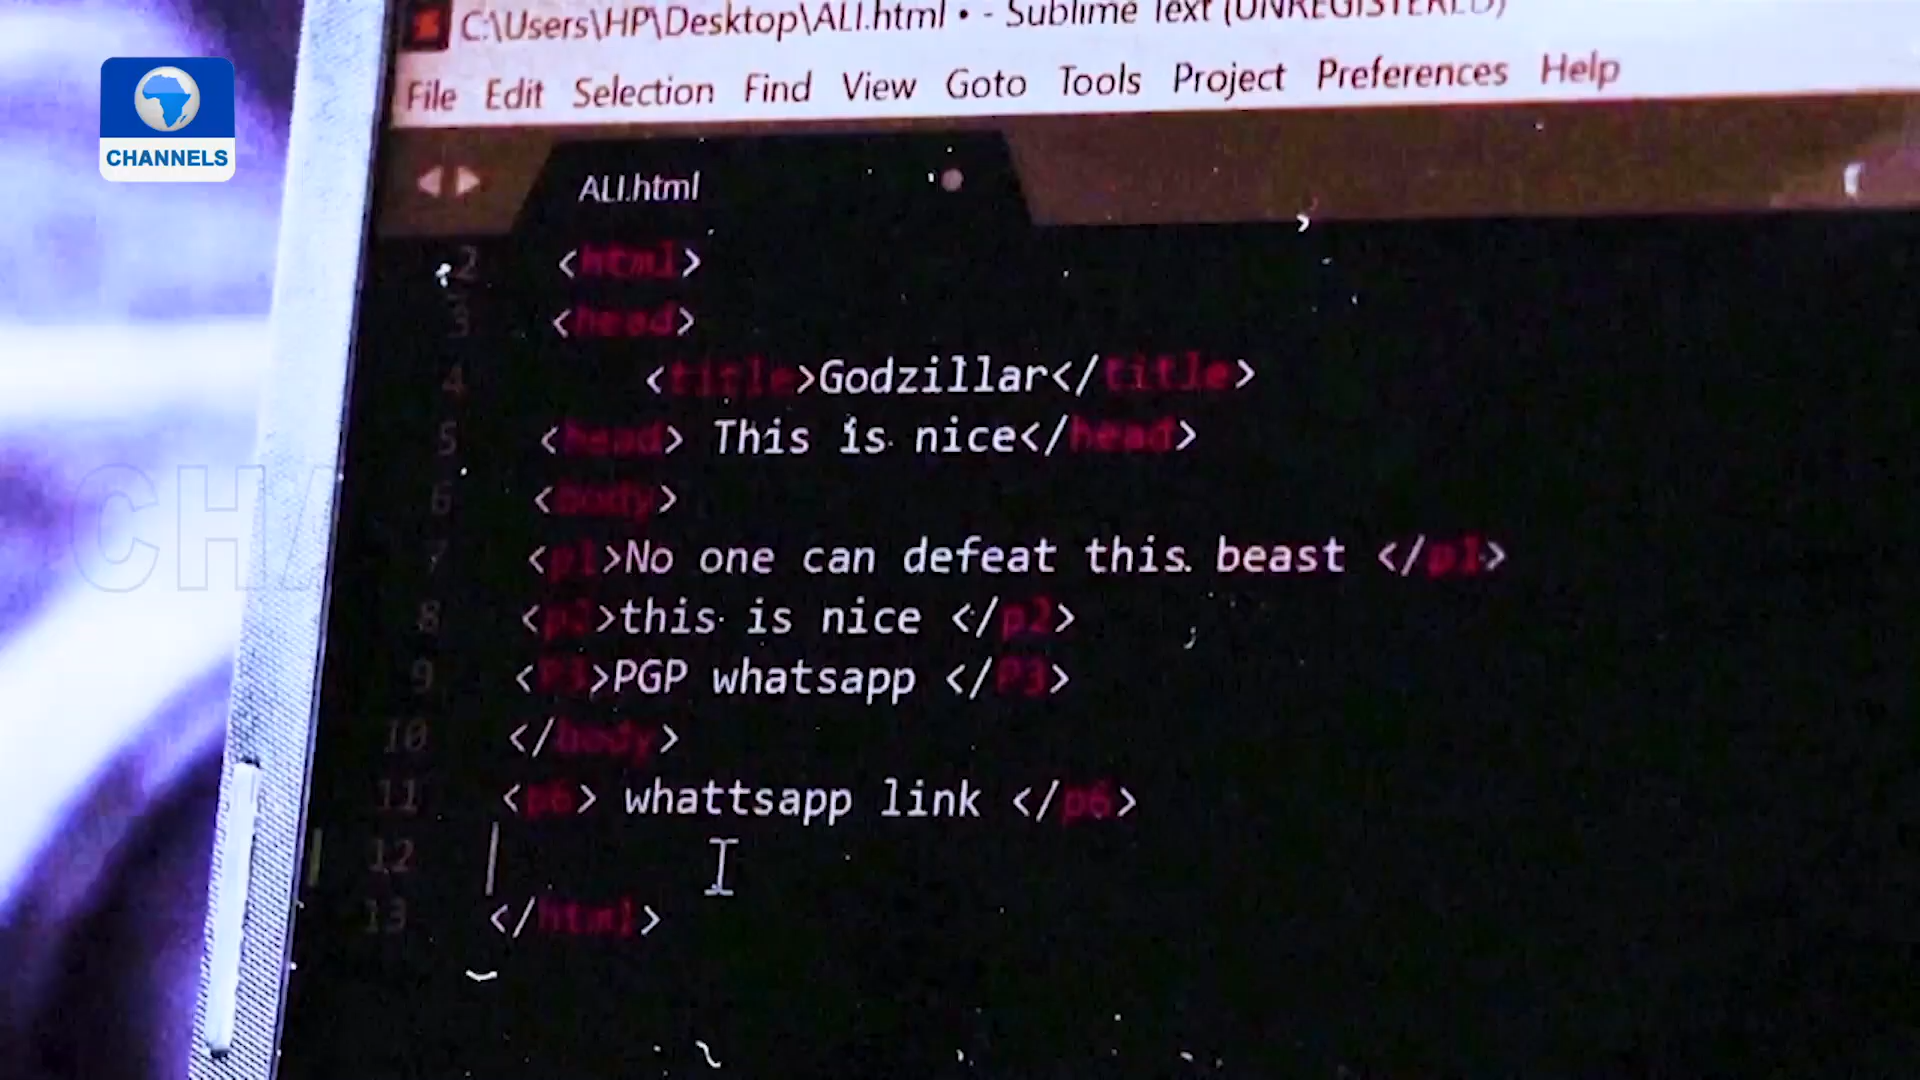 C:\Users\HP\Desktop\ALI.html • - Sublime Text (UNREGISTERED)
File Edit Selection Find View Goto Tools Project Preferences Help
CHANNELS
ALI.html
2 <html>
3 <head>
4 <title>Godzillar</title>
5 <head> This is nice</head>
6 <body>
CHA
7 <p1>No one can defeat this beast </p1>
8 <p2>this is nice </p2>
9 <P3>PGP whatsapp </P3>
10 </body>
11 <p6> whattsapp link </p6>
12
13 </html>